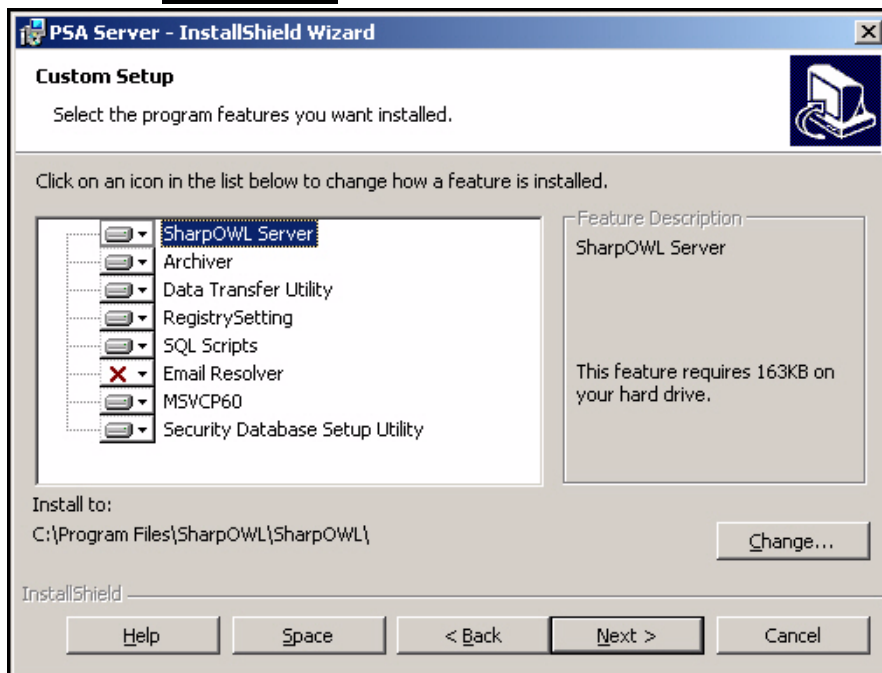 PSA Server - InstallShield Wizard
Custom Setup
Select the program features you want installed.
Click on an icon in the list below to change how a feature is installed.
SharpOWL Server
Archiver
Data Transfer Utility
RegistrySetting
SQL Scripts
Email Resolver
MSVCP60
Security Database Setup Utility
Feature Description
SharpOWL Server
This feature requires 163KB on
your hard drive.
Install to:
C:\Program Files\SharpOWL\SharpOWL\
Change...
InstallShield
Help
Space
< Back
Next >
Cancel